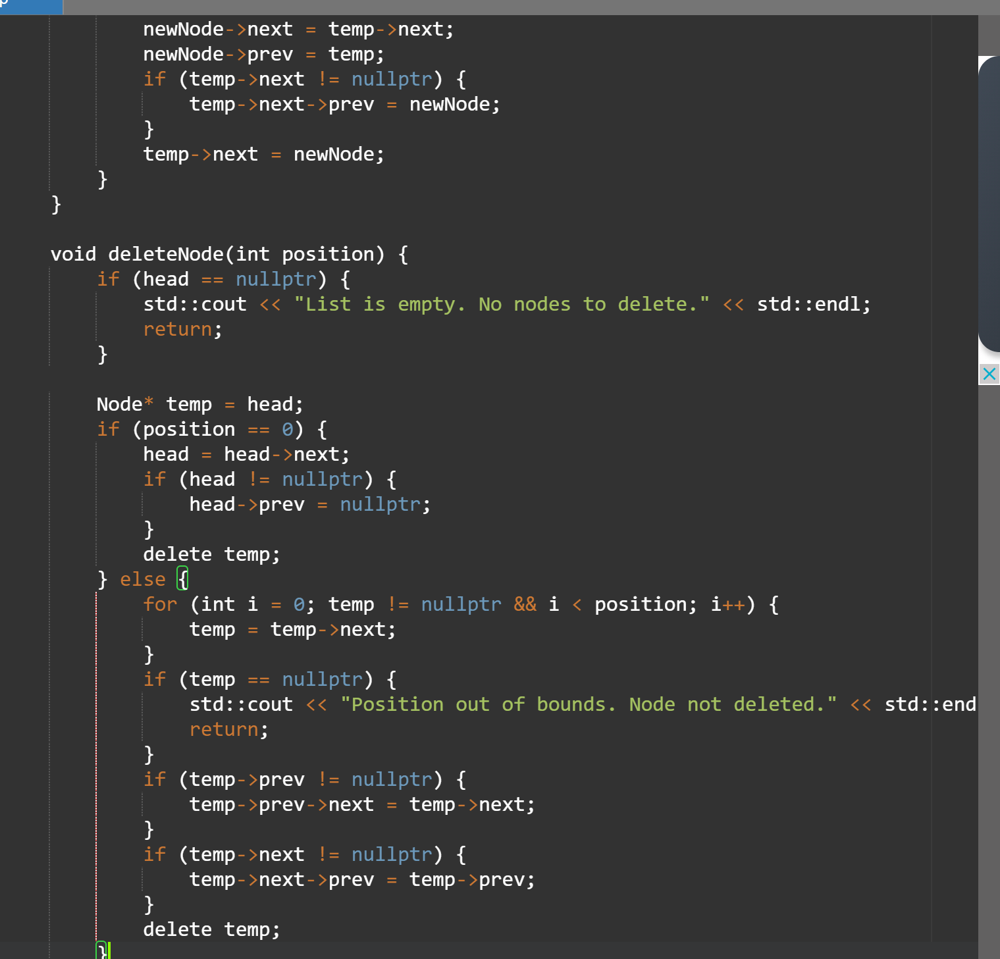 newNode->next = temp->next;
newNode->prev = temp;
if (temp->next != nullptr) {
temp->next->prev = newNode;
}
temp->next = newNode;
}
}
void deleteNode(int position) {
if (head == nullptr) {
std::cout << "List is empty. No nodes to delete." << std::endl;
return;
}
Node* temp = head;
if (position == 0) {
head = head->next;
if (head != nullptr) {
head->prev = nullptr;
}
delete temp;
} else {
for (int i = 0; temp != nullptr && i < position; i++) {
temp = temp->next;
}
if (temp == nullptr) {
std::cout << "Position out of bounds. Node not deleted." << std::end
return;
}
if (temp->prev != nullptr) {
temp->prev->next = temp->next;
}
if (temp->next != nullptr) {
temp->next->prev = temp->prev;
}
delete temp;
}